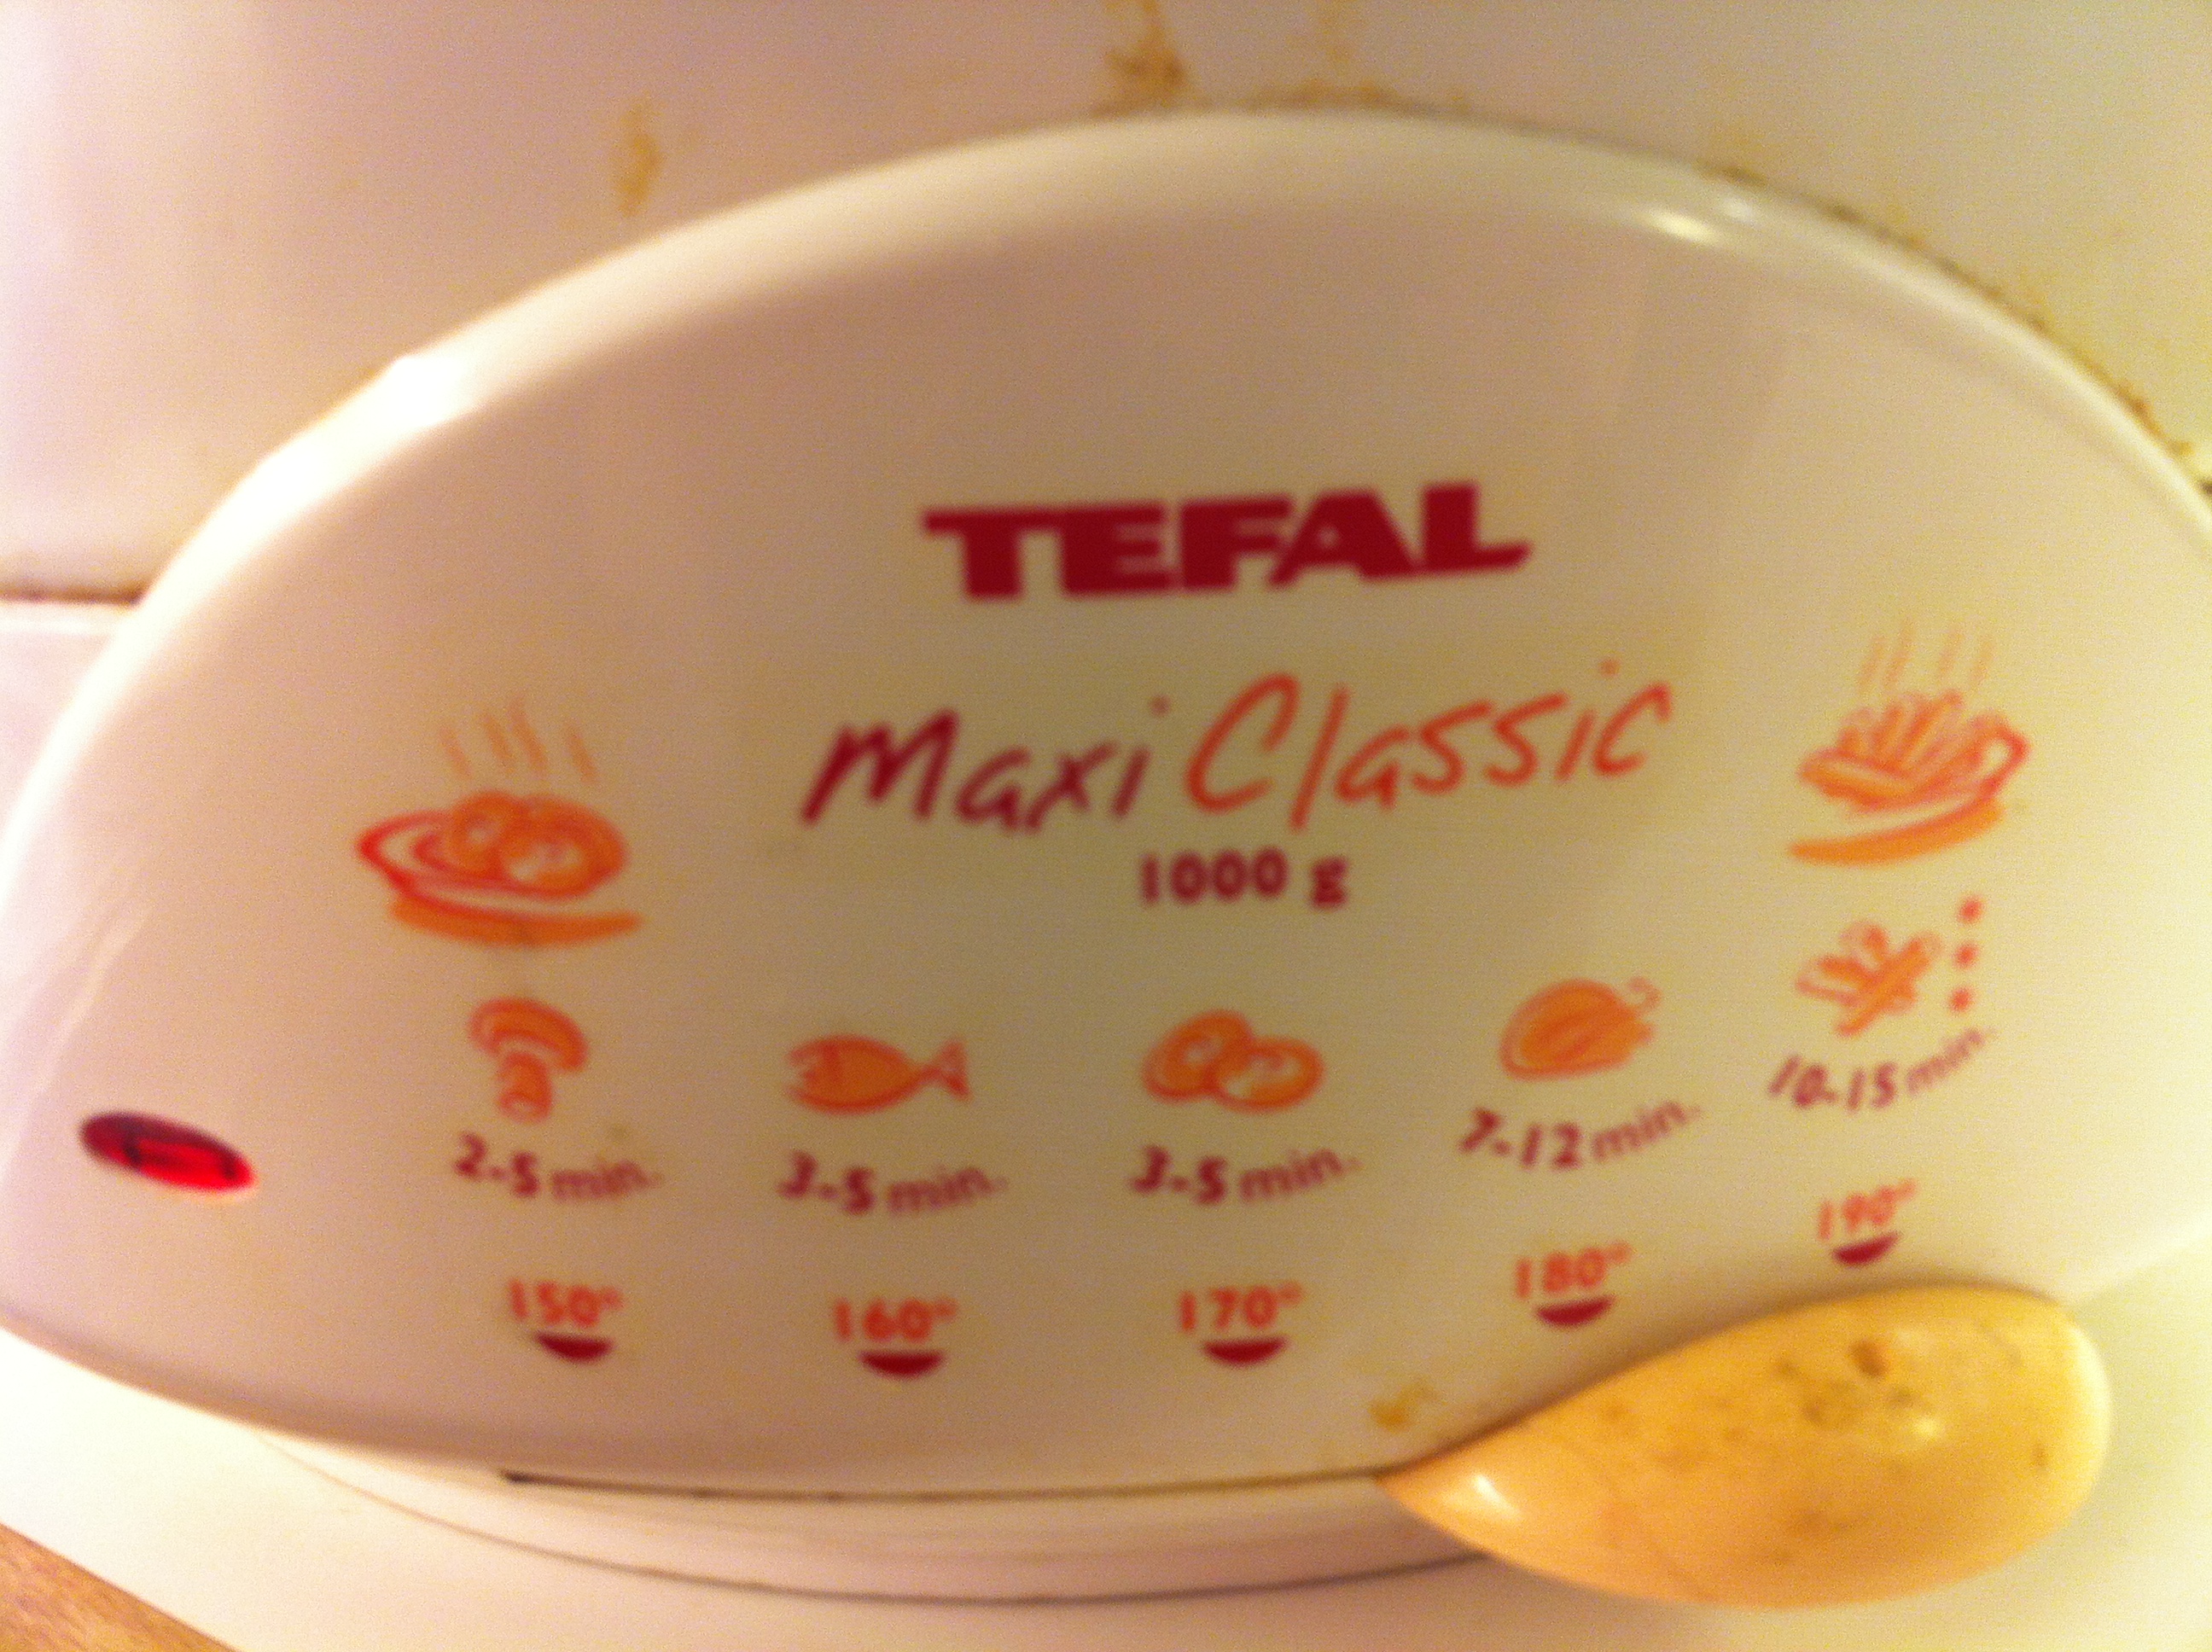 TEFAL
Maxi Classic
1000 g
2-5 min. 3-5 min. 3-5 min. 7-12 min. 10-15 min.
150° 160° 170° 180° 190°